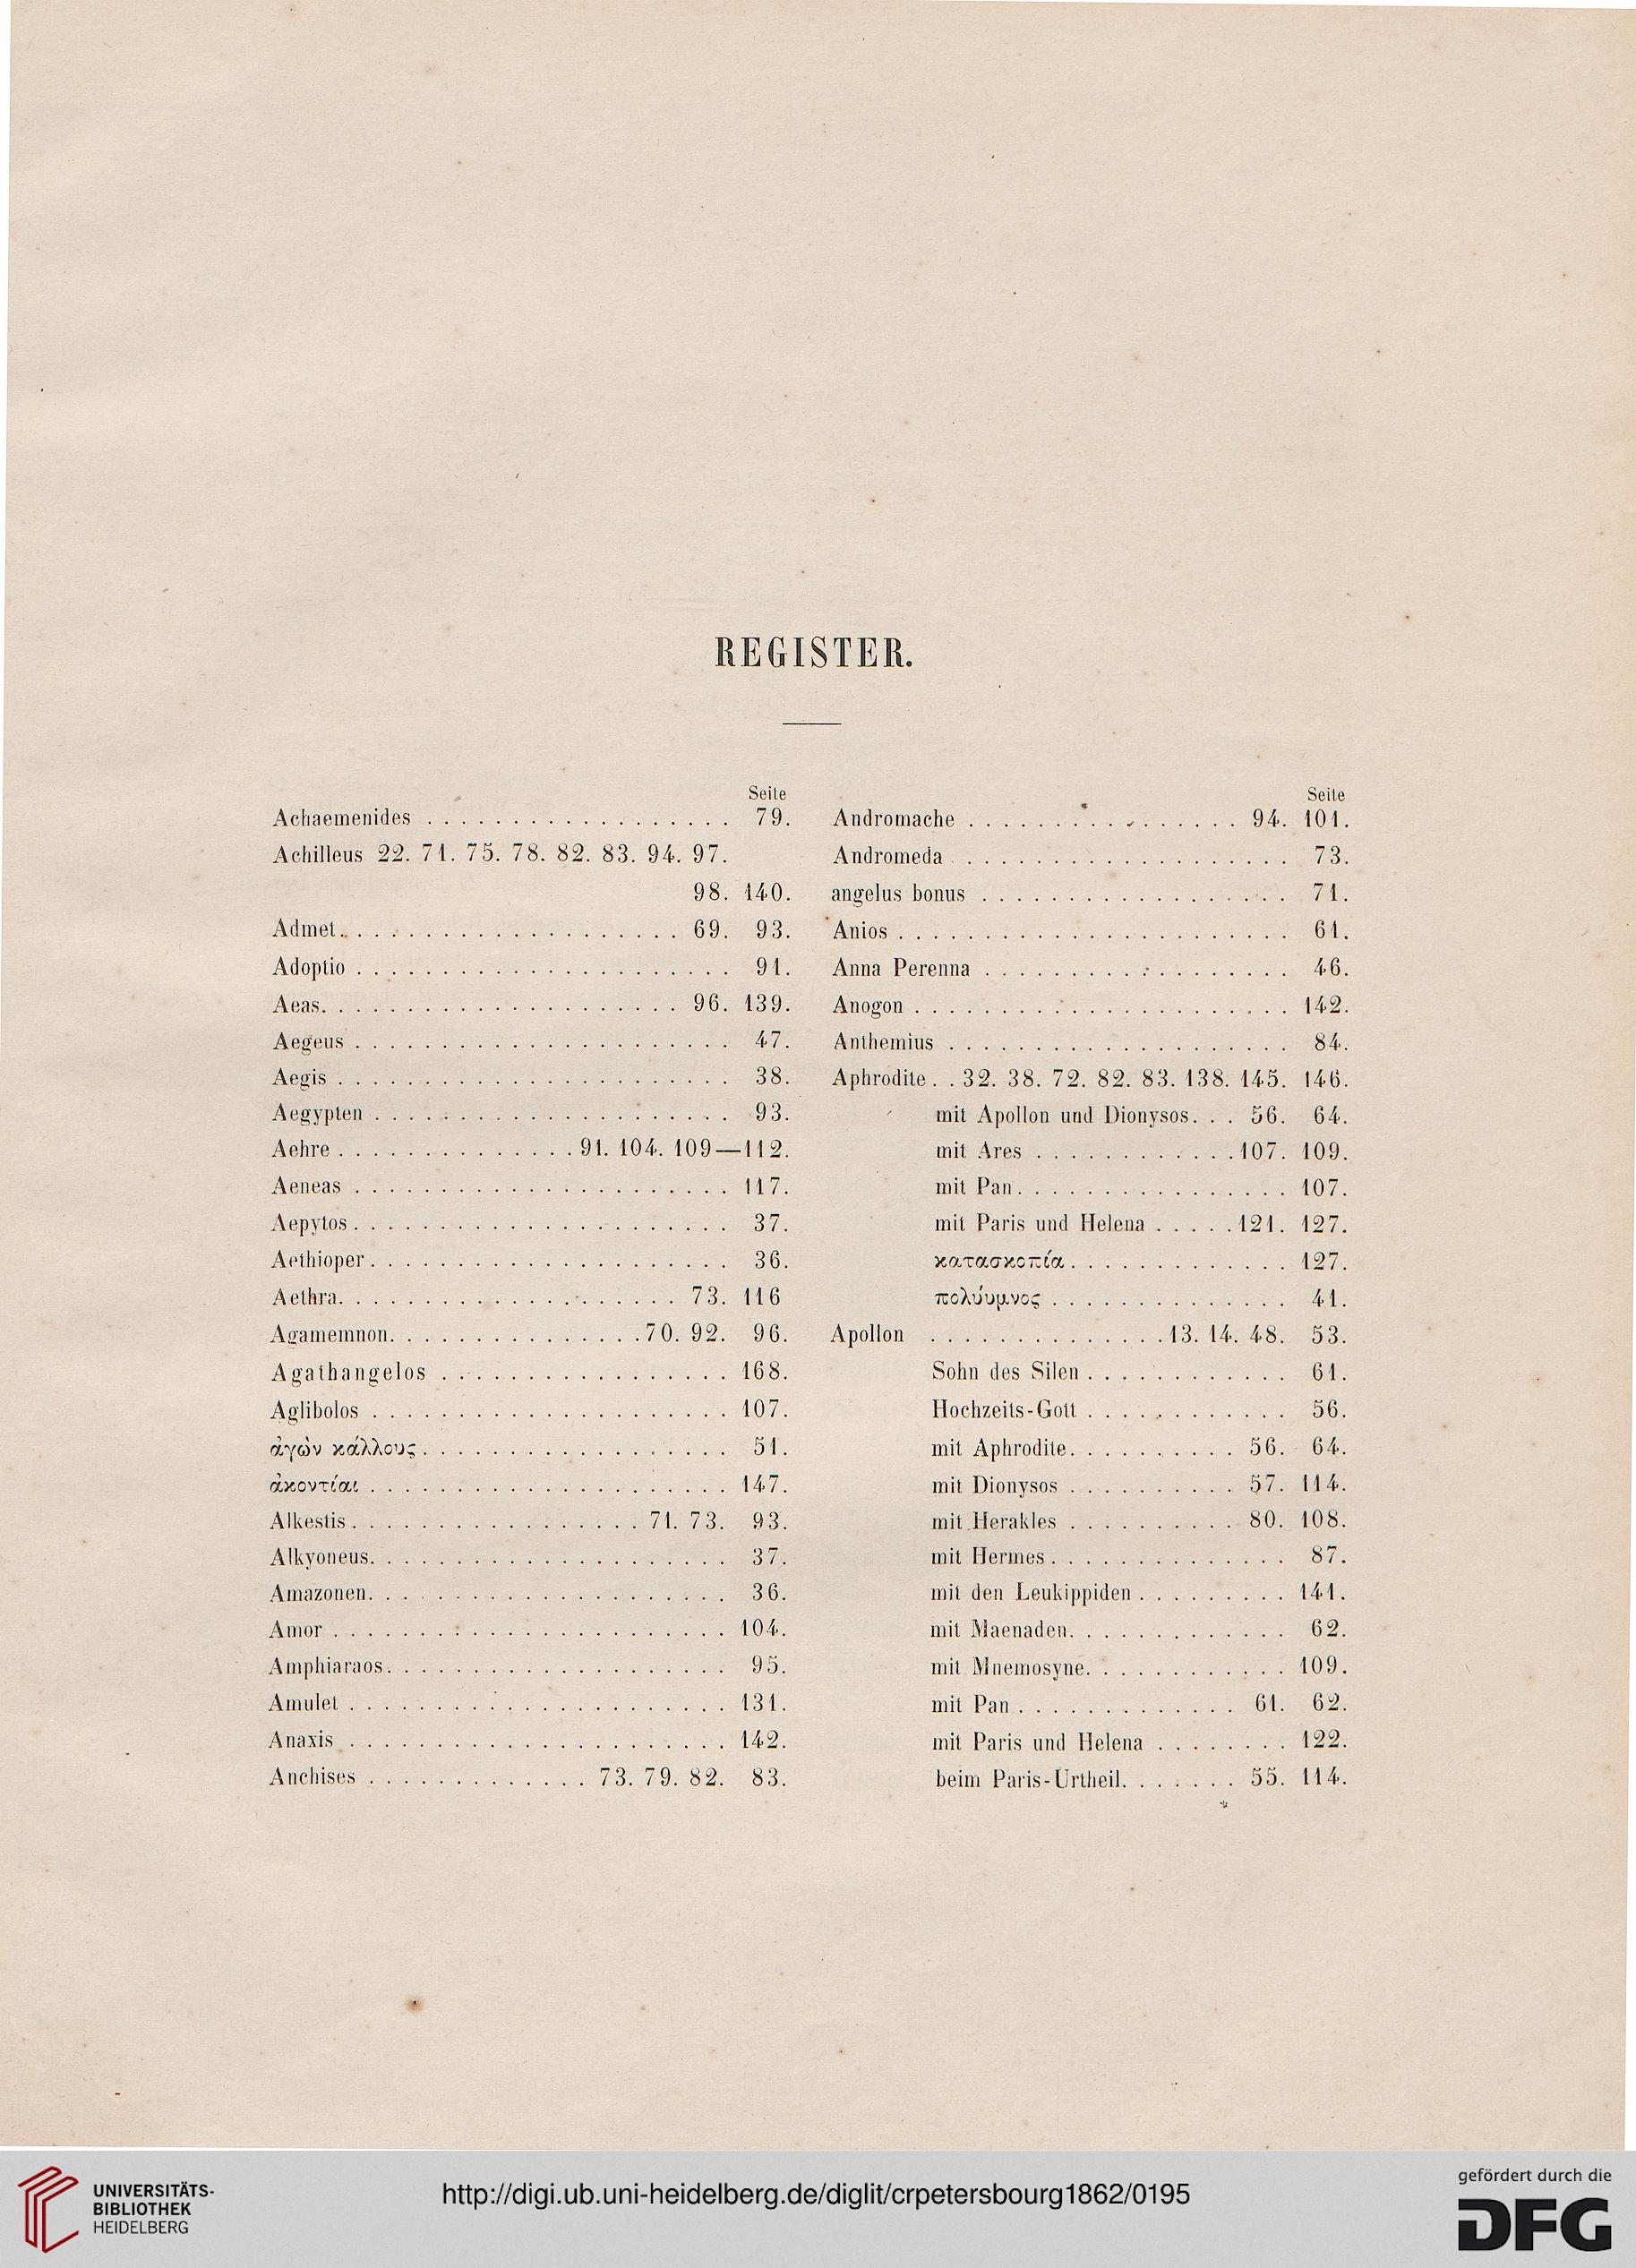 REGISTER.
Seite
Achaemenides . . . . . . . . . . . . . . . . . . 79.
Achilleus 22. 71. 75. 78. 82. 83. 94. 97.
98. 140.
Admet. . . . . . . . . . . . . . . . . . . . 69. 93.
Adoptio . . . . . . . . . . . . . . . . . . . . . . 91.
Aeas. . . . . . . . . . . . . . . . . . . . . 96. 139.
Aegeus . . . . . . . . . . . . . . . . . . . . . . 47.
Aegis . . . . . . . . . . . . . . . . . . . . . . . 38.
Aegypten . . . . . . . . . . . . . . . . . . . . . 93.
Aehre . . . . . . . . . . . . . . 91. 104. 109—112.
Aeneas . . . . . . . . . . . . . . . . . . . . . . 117.
Aepytos . . . . . . . . . . . . . . . . . . . . . . 37.
Aethioper . . . . . . . . . . . . . . . . . . . . . 36.
Aethra. . . . . . . . . . . . . . . . . . . . 73. 116
Agamemnon. . . . . . . . . . . . . . . 70. 92. 96.
Agathangelos . . . . . . . . . . . . . . . . . 168.
Aglibolos . . . . . . . . . . . . . . . . . . . . . 107.
ἀγὼν κάλλους . . . . . . . . . . . . . . . . . . 51.
ἀκοντίαι . . . . . . . . . . . . . . . . . . . . . 147.
Alkestis . . . . . . . . . . . . . . . . . 71. 73. 93.
Alkyoneus. . . . . . . . . . . . . . . . . . . . . 37.
Amazonen. . . . . . . . . . . . . . . . . . . . . 36.
Amor . . . . . . . . . . . . . . . . . . . . . . . 104.
Amphiaraos. . . . . . . . . . . . . . . . . . . . 95.
Amulet . . . . . . . . . . . . . . . . . . . . . . 131.
Anaxis . . . . . . . . . . . . . . . . . . . . . . 142.
Anchises . . . . . . . . . . . . . 73. 79. 82. 83.
Seite
Andromache . . . . . . . . . . . . . . . . 94. 101.
Andromeda . . . . . . . . . . . . . . . . . . . . 73.
angelus bonus . . . . . . . . . . . . . . . . . . 71.
Anios . . . . . . . . . . . . . . . . . . . . . . . 61.
Anna Perenna . . . . . . . . . . . . . . . . . . 46.
Anogon . . . . . . . . . . . . . . . . . . . . . . 142.
Anthemius . . . . . . . . . . . . . . . . . . . . 84.
Aphrodite . . 32. 38. 72. 82. 83. 138. 145. 146.
mit Apollon und Dionysos. . . 56. 64.
mit Ares . . . . . . . . . . . . 107. 109.
mit Pan. . . . . . . . . . . . . . . . 107.
mit Paris und Helena . . . . . 121. 127.
κατασκοπία . . . . . . . . . . . . . 127.
πολύυμνος . . . . . . . . . . . . . . 41.
Apollon . . . . . . . . . . . . . . 13. 14. 48. 53.
Sohn des Silen . . . . . . . . . . . . 61.
Hochzeits-Gott . . . . . . . . . . . . 56.
mit Aphrodite. . . . . . . . . . 56. 64.
mit Dionysos . . . . . . . . . . 57. 114.
mit Herakles . . . . . . . . . . 80. 108.
mit Hermes . . . . . . . . . . . . . . 87.
mit den Leukippiden . . . . . . . . . 141.
mit Maenaden. . . . . . . . . . . . . 62.
mit Mnemosyne. . . . . . . . . . . . 109.
mit Pan . . . . . . . . . . . . . 61. 62.
mit Paris und Helena . . . . . . . . 122.
beim Paris-Urtheil. . . . . . . 55. 114.
UNIVERSITÄTS-
BIBLIOTHEK
HEIDELBERG
http://digi.ub.uni-heidelberg.de/diglit/crpetersbourg1862/0195
gefördert durch die
DFG